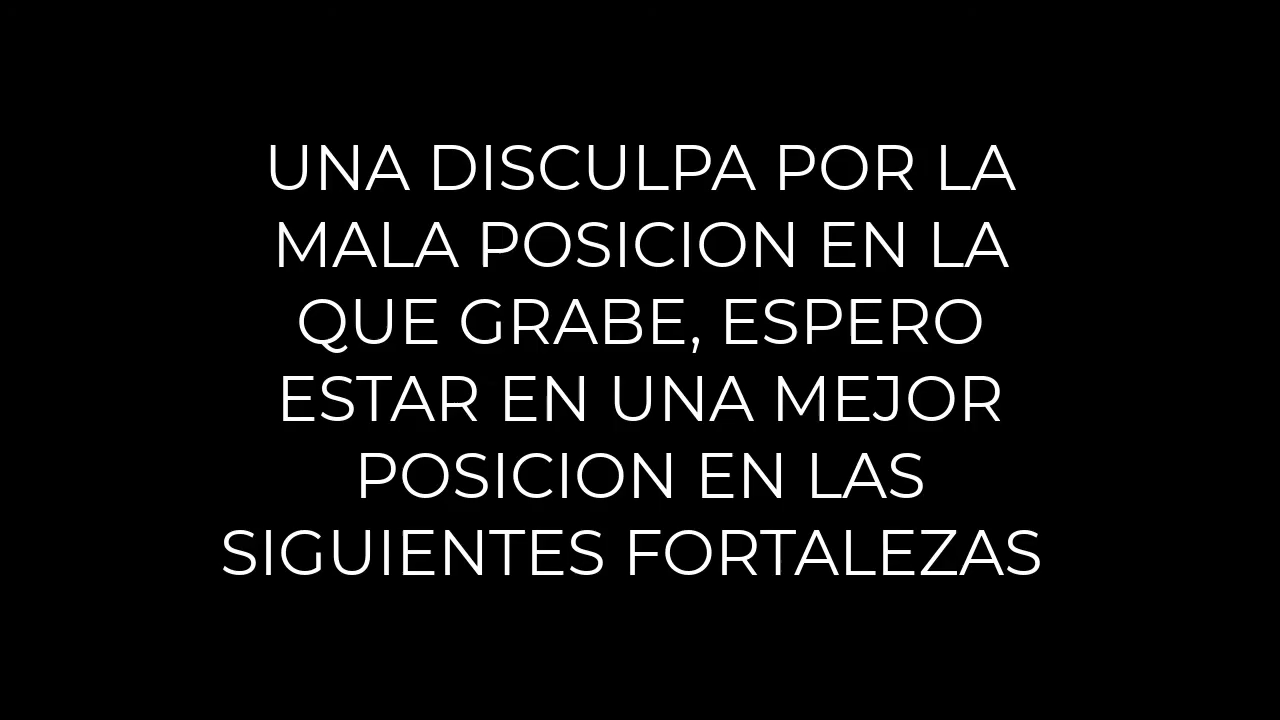 UNA DISCULPA POR LA
MALA POSICION EN LA
QUE GRABE, ESPERO
ESTAR EN UNA MEJOR
POSICION EN LAS
SIGUIENTES FORTALEZAS